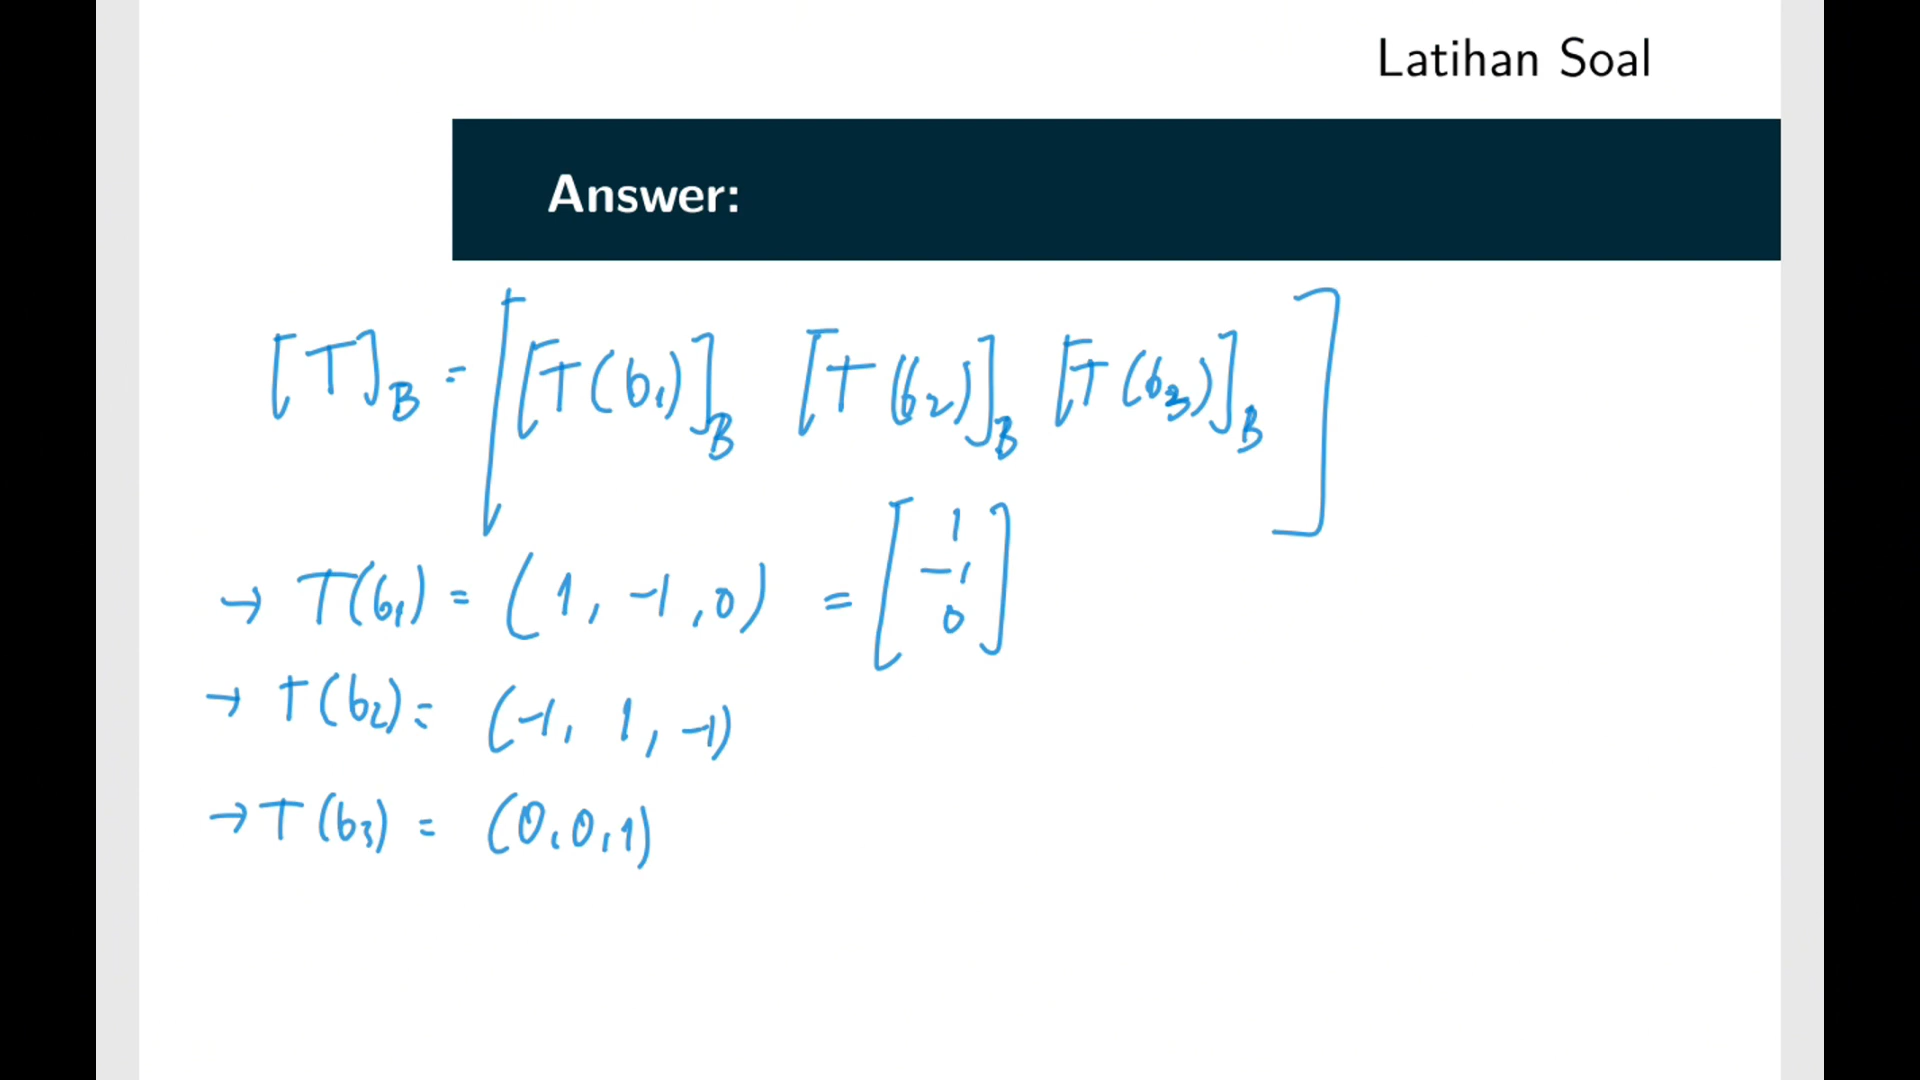 Latihan Soal
Answer:
[T]_B = [[T(b₁)]_B [T(b₂)]_B [T(b₃)]_B]
→ T(b₁) = (1, -1, 0) = [1 -1 0]
→ T(b₂) = (-1, 1, -1)
→ T(b₃) = (0, 0, 1)